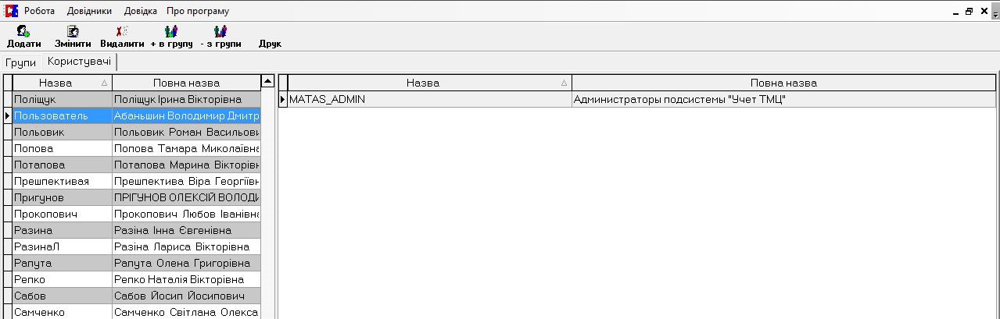 Робота Довідники Довідка Про програму
Додати Змінити Видалити + в групу - з групи Друк
Групи Користувачі
Назва Повна назва Назва Повна назва
Поліщук Поліщук Ірина Вікторівна MATAS_ADMIN Администраторы подсистемы "Учет ТМЦ"
Пользователь Абаньшин Володимир Дмитр
Польовик Польовик Роман Васильови
Попова Попова Тамара Миколаївна
Потапова Потапова Марина Вікторівн
Прешпективая Прешпектива Віра Георгіївн
Пригунов ПРІГУНОВ ОЛЕКСІЙ ВОЛОДИ
Прокопович Прокопович Любов Іванівна
Разина Разіна Інна Євгенівна
РазинаЛ Разіна Лариса Вікторівна
Рапута Рапута Олена Григорівна
Репко Репко Наталія Вікторівна
Сабов Сабов Йосип Йосипович
Самченко Самченко Світлана Олекса